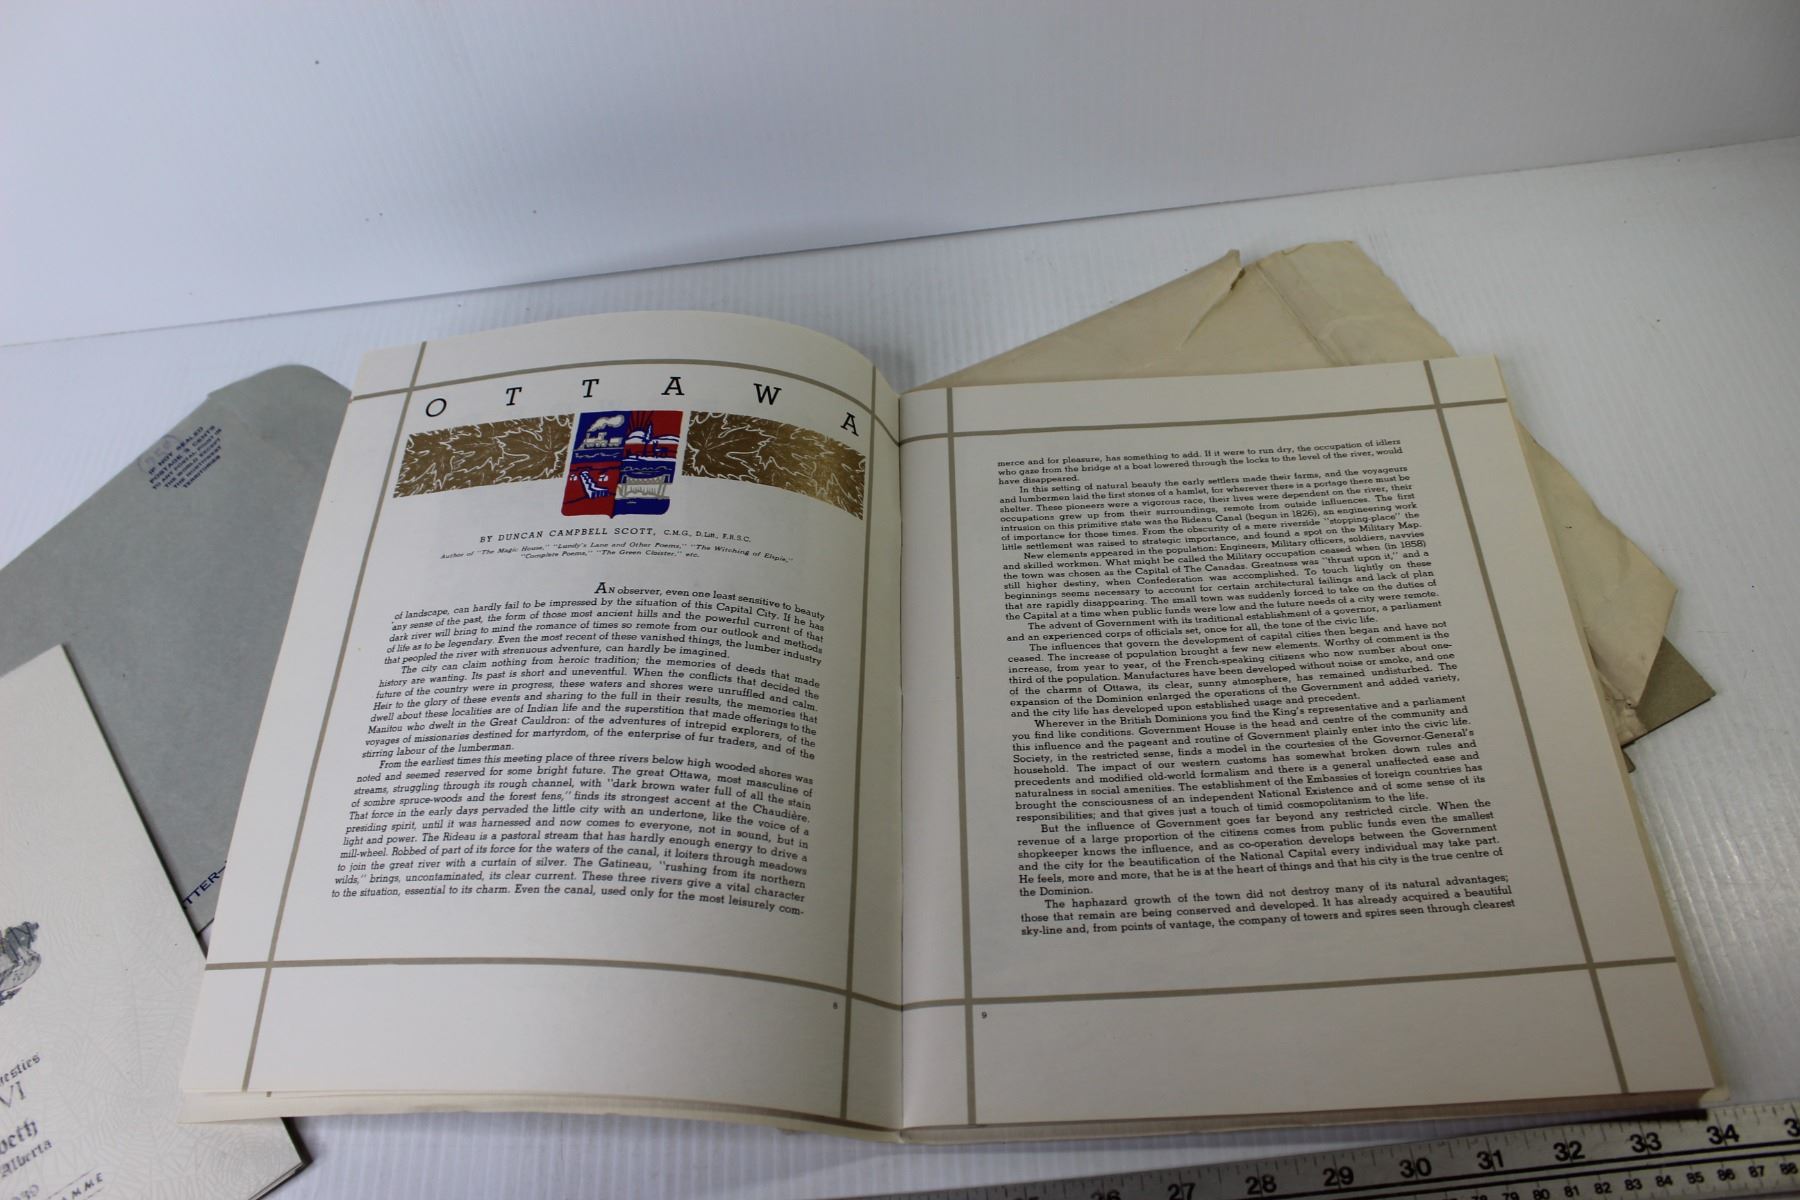 OTTAWA
BY DUNCAN CAMPBELL SCOTT, C.M.G., D.Litt., F.R.S.C.
Author of "The Magic House," "Lundy's Lane and Other Poems," "The Witching of Elspie,"
"Complete Poems," "The Green Cloister," etc.
AN observer, even one least sensitive to beauty
of landscape, can hardly fail to be impressed by the situation of this Capital City. If he has
any sense of the past, the form of those most ancient hills and the powerful current of that
dark river will bring to mind the romance of times so remote from our outlook and methods
of life as to be legendary. Even the most recent of these vanished things, the lumber industry
that peopled the river with strenuous adventure, can hardly be imagined.
The city can claim nothing from heroic tradition; the memories of deeds that made
history are wanting. Its past is short and uneventful. When the conflicts that decided the
future of the country were in progress, these waters and shores were unruffled and calm.
Heir to the glory of these events and sharing to the full in their results, the memories that
dwell about these localities are of Indian life and the superstition that made offerings to the
Manitou who dwelt in the Great Cauldron: of the adventures of intrepid explorers, of the
voyages of missionaries destined for martyrdom, of the enterprise of fur traders, and of the
stirring labour of the lumberman.
From the earliest times this meeting place of three rivers below high wooded shores was
noted and seemed reserved for some bright future. The great Ottawa, most masculine of
streams, struggling through its rough channel, with "dark brown water full of all the stain
of sombre spruce-woods and the forest fens," finds its strongest accent at the Chaudière.
That force in the early days pervaded the little city with an undertone, like the voice of a
presiding spirit, until it was harnessed and now comes to everyone, not in sound, but in
light and power. The Rideau is a pastoral stream that has hardly enough energy to drive a
mill-wheel. Robbed of part of its force for the waters of the canal, it loiters through meadows
to join the great river with a curtain of silver. The Gatineau, "rushing from its northern
wilds," brings, uncontaminated, its clear current. These three rivers give a vital character
to the situation, essential to its charm. Even the canal, used only for the most leisurely com-
8
merce and for pleasure, has something to add. If it were to run dry, the occupation of idlers
who gaze from the bridge at a boat lowered through the locks to the level of the river, would
have disappeared.
In this setting of natural beauty the early settlers made their farms, and the voyageurs
and lumbermen laid the first stones of a hamlet, for wherever there is a portage there must be
shelter. These pioneers were a vigorous race, their lives were dependent on the river, their
occupations grew up from their surroundings, remote from outside influences. The first
intrusion on this primitive state was the Rideau Canal (begun in 1826), an engineering work
of importance for those times. From the obscurity of a mere riverside "stopping-place" the
little settlement was raised to strategic importance, and found a spot on the Military Map.
New elements appeared in the population: Engineers, Military officers, soldiers, navvies
and skilled workmen. What might be called the Military occupation ceased when (in 1858)
the town was chosen as the Capital of The Canadas. Greatness was "thrust upon it," and a
still higher destiny, when Confederation was accomplished. To touch lightly on these
beginnings seems necessary to account for certain architectural failings and lack of plan
that are rapidly disappearing. The small town was suddenly forced to take on the duties of
the Capital at a time when public funds were low and the future needs of a city were remote.
The advent of Government with its traditional establishment of a governor, a parliament
and an experienced corps of officials set, once for all, the tone of the civic life.
The influences that govern the development of capital cities then began and have not
ceased. The increase of population brought a few new elements. Worthy of comment is the
increase, from year to year, of the French-speaking citizens who now number about one-
third of the population. Manufactures have been developed without noise or smoke, and one
of the charms of Ottawa, its clear, sunny atmosphere, has remained undisturbed. The
expansion of the Dominion enlarged the operations of the Government and added variety,
and the city life has developed upon established usage and precedent.
Wherever in the British Dominions you find the King's representative and a parliament
you find like conditions. Government House is the head and centre of the community and
this influence and the pageant and routine of Government plainly enter into the civic life.
Society, in the restricted sense, finds a model in the courtesies of the Governor-General's
household. The impact of our western customs has somewhat broken down rules and
precedents and modified old-world formalism and there is a general unaffected ease and
naturalness in social amenities. The establishment of the Embassies of foreign countries has
brought the consciousness of an independent National Existence and of some sense of its
responsibilities; and that gives just a touch of timid cosmopolitanism to the life.
But the influence of Government goes far beyond any restricted circle. When the
revenue of a large proportion of the citizens comes from public funds even the smallest
shopkeeper knows the influence, and as co-operation develops between the Government
and the city for the beautification of the National Capital every individual may take part.
He feels, more and more, that he is at the heart of things and that his city is the true centre of
the Dominion.
The haphazard growth of the town did not destroy many of its natural advantages;
those that remain are being conserved and developed. It has already acquired a beautiful
sky-line and, from points of vantage, the company of towers and spires seen through clearest
9
IF NOT SEALED
POSTAGE 3 CENTS
TO ANY POSTAL POINT IN
THE WORLD EXCEPT
THE NORTHWEST
TERRITORIES
TTER
esties
VI
beth
Alberta
939
AMME
26 27 28 29 30 31 32 33 34
79 80 81 82 83 84 85 86 87 88